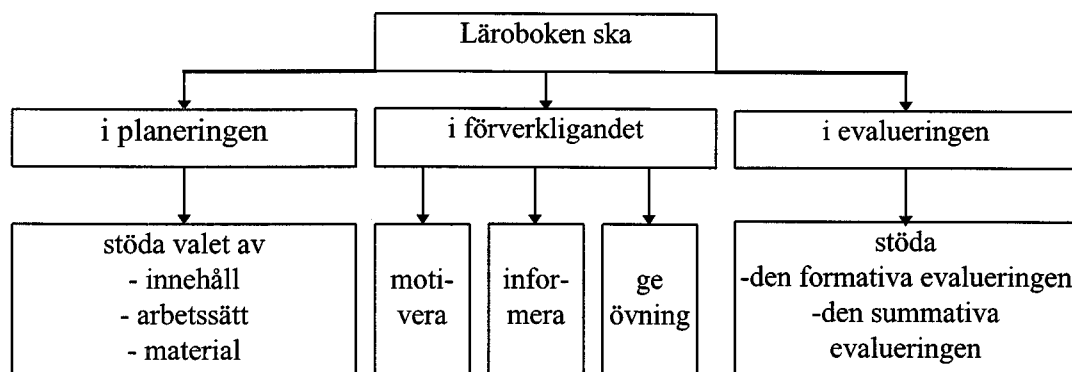 Läroboken ska
i planeringen
i förverkligandet
i evalueringen
stöda valet av
- innehåll
- arbetssätt
- material
moti-
vera
infor-
mera
ge
övning
stöda
-den formativa evalueringen
-den summativa
evalueringen